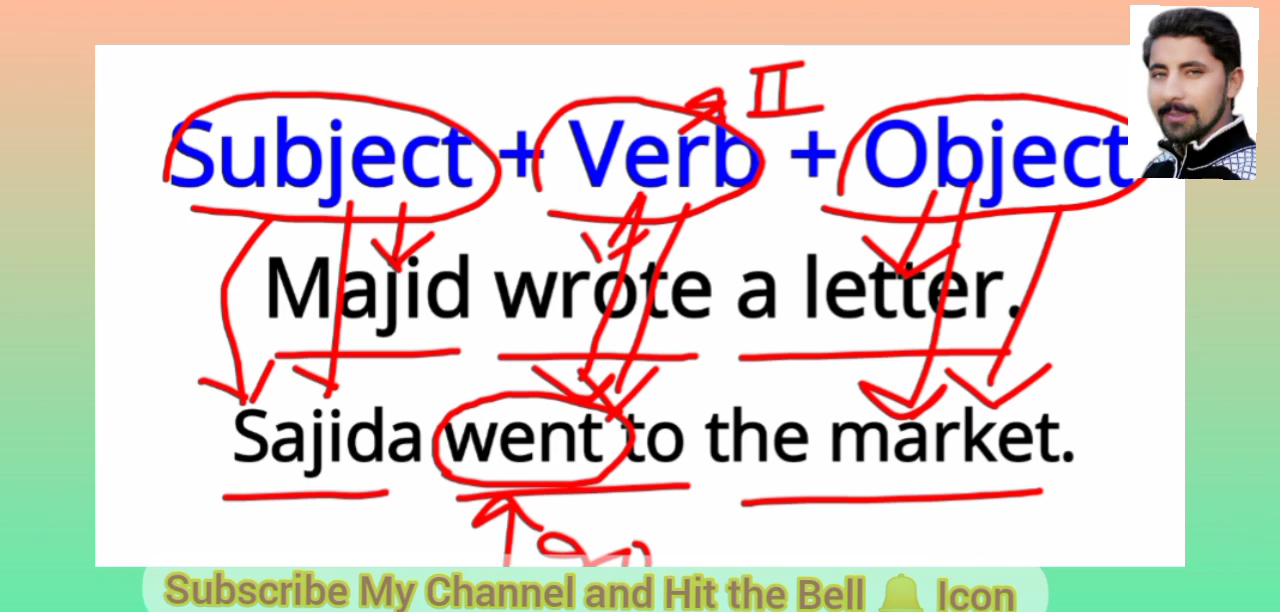 II
Subject + Verb + Object
Majid wrote a letter.
Sajida went to the market.
Subscribe My Channel and Hit the Bell 🔔 Icon